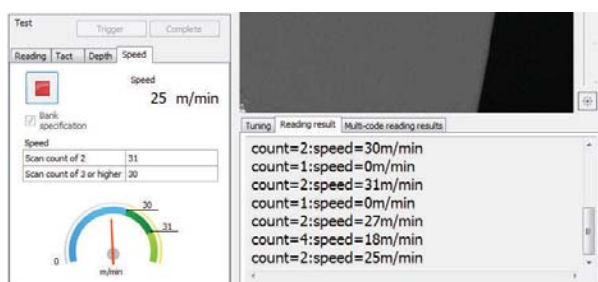 Test
Trigger
Complete
Reading
Tact
Depth
Speed
Speed
25 m/min
Bank
specification
Speed
Scan count of 2
31
Scan count of 3 or higher
30
30
31
0
m/min
Tuning
Reading result
Multi-code reading results
count=2:speed=30m/min
count=1:speed=0m/min
count=2:speed=31m/min
count=1:speed=0m/min
count=2:speed=27m/min
count=4:speed=18m/min
count=2:speed=25m/min